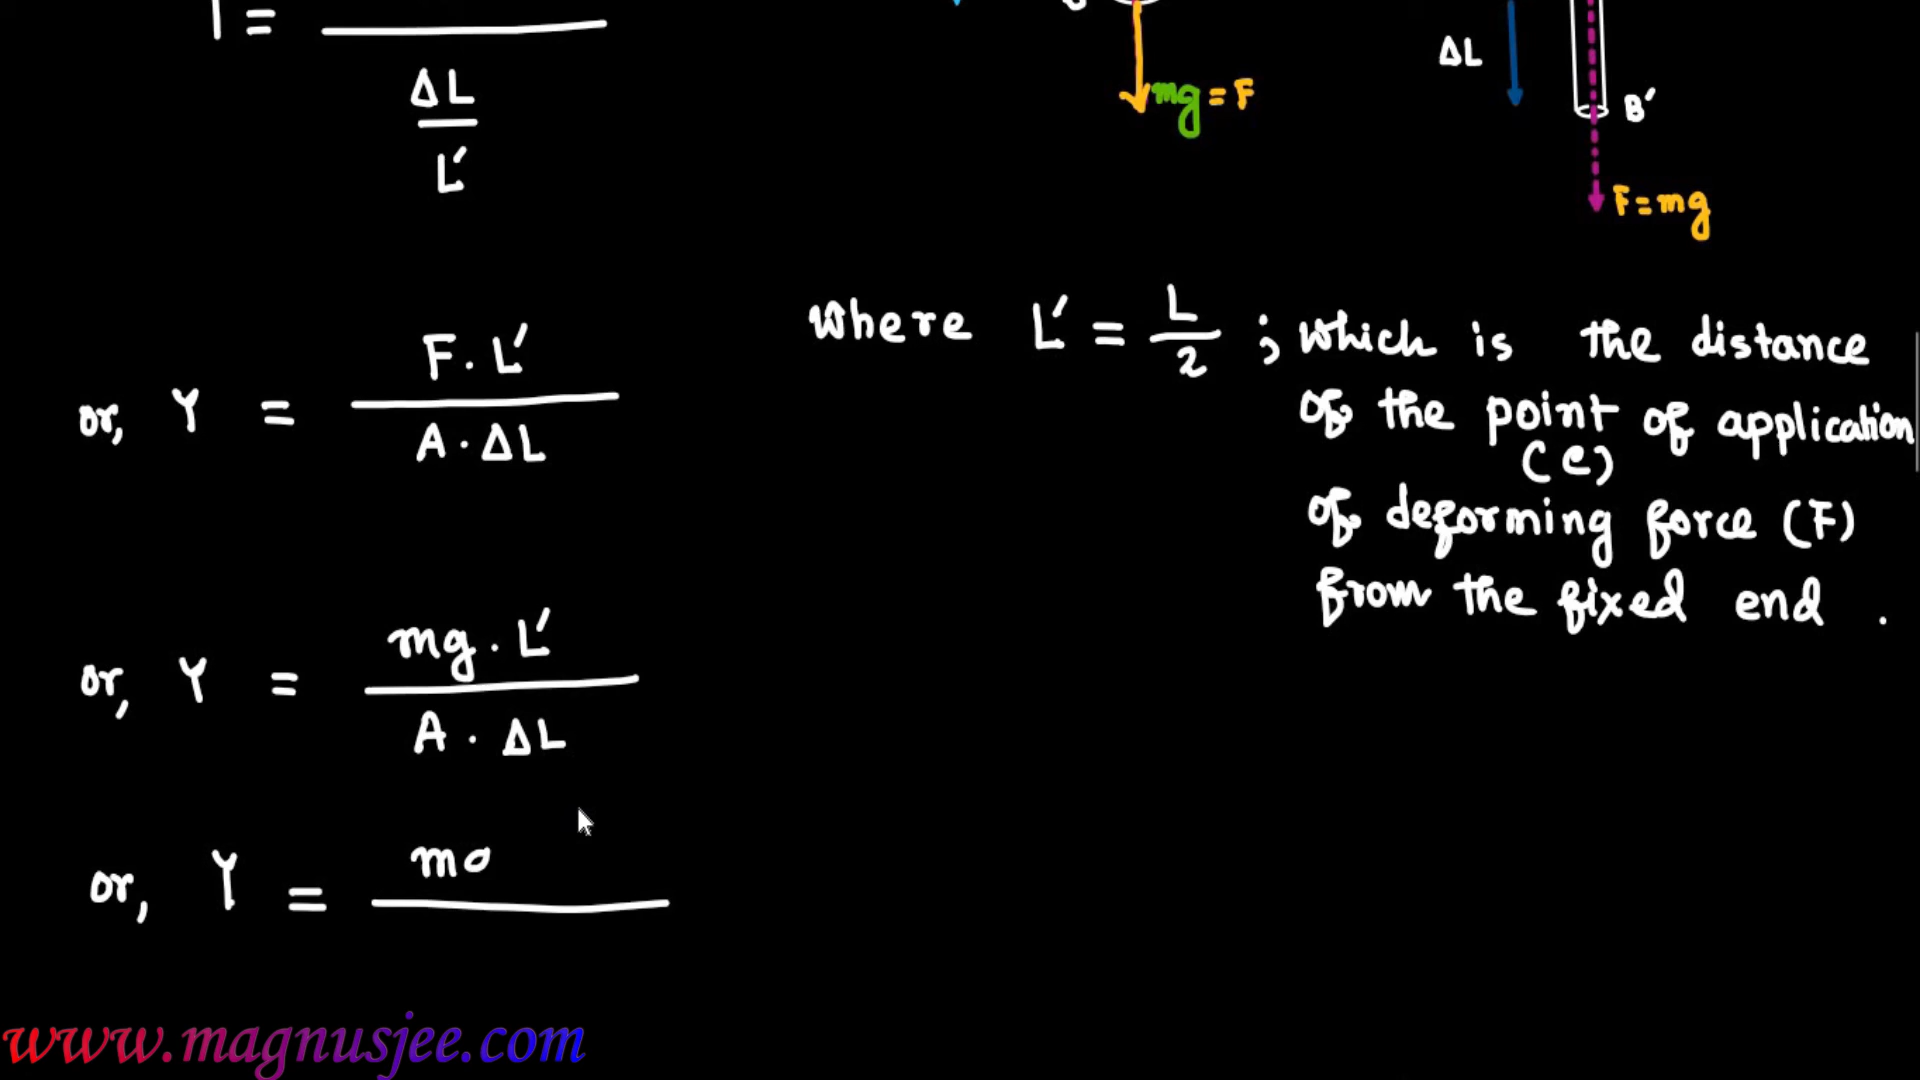 Y =
ΔL
L′
mg = F
ΔL
B′
F = mg
or, Y = F · L′
A · ΔL
where L′ = L/2 ; which is the distance
of the point of application
(C)
of deforming force (F)
from the fixed end .
or, Y = mg · L′
A · ΔL
or, Y = m
www.magnusjee.com